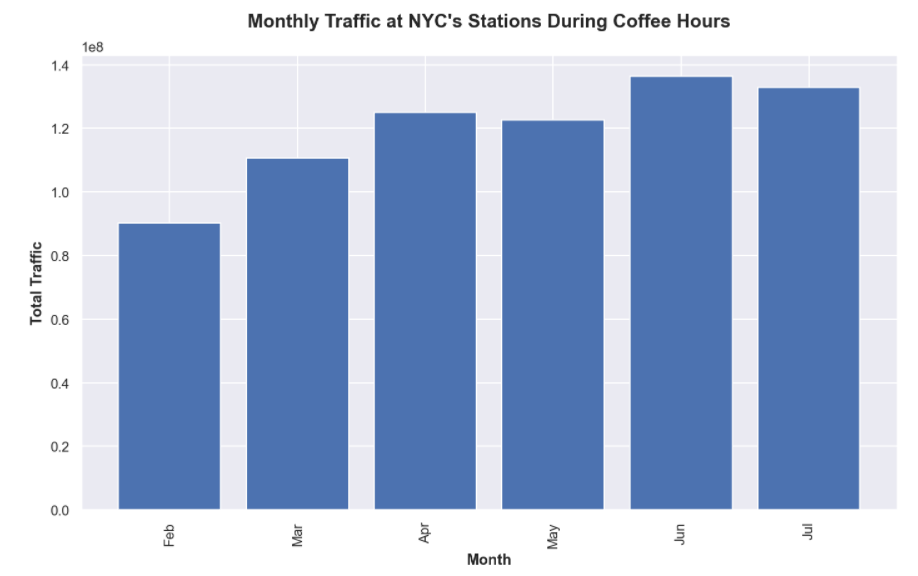 Monthly Traffic at NYC's Stations During Coffee Hours
1e8
1.4
1.2
1.0
0.8
0.6
0.4
0.2
0.0
Total Traffic
Feb
Mar
Apr
May
Jun
Jul
Month